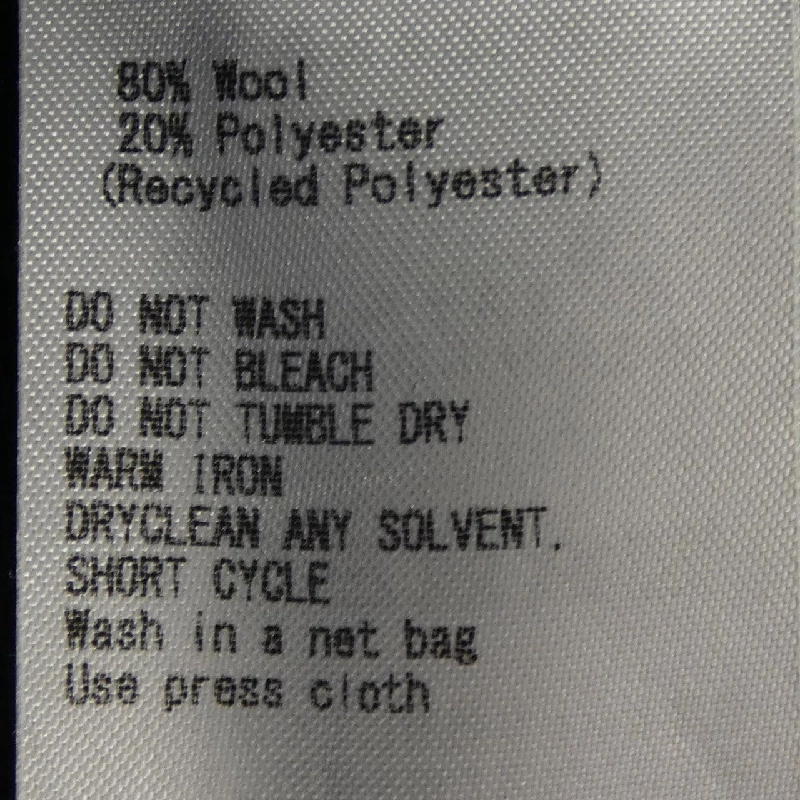 80% Wool
20% Polyester
(Recycled Polyester)
DO NOT WASH
DO NOT BLEACH
DO NOT TUMBLE DRY
WARM IRON
DRYCLEAN ANY SOLVENT.
SHORT CYCLE
Wash in a net bag
Use press cloth